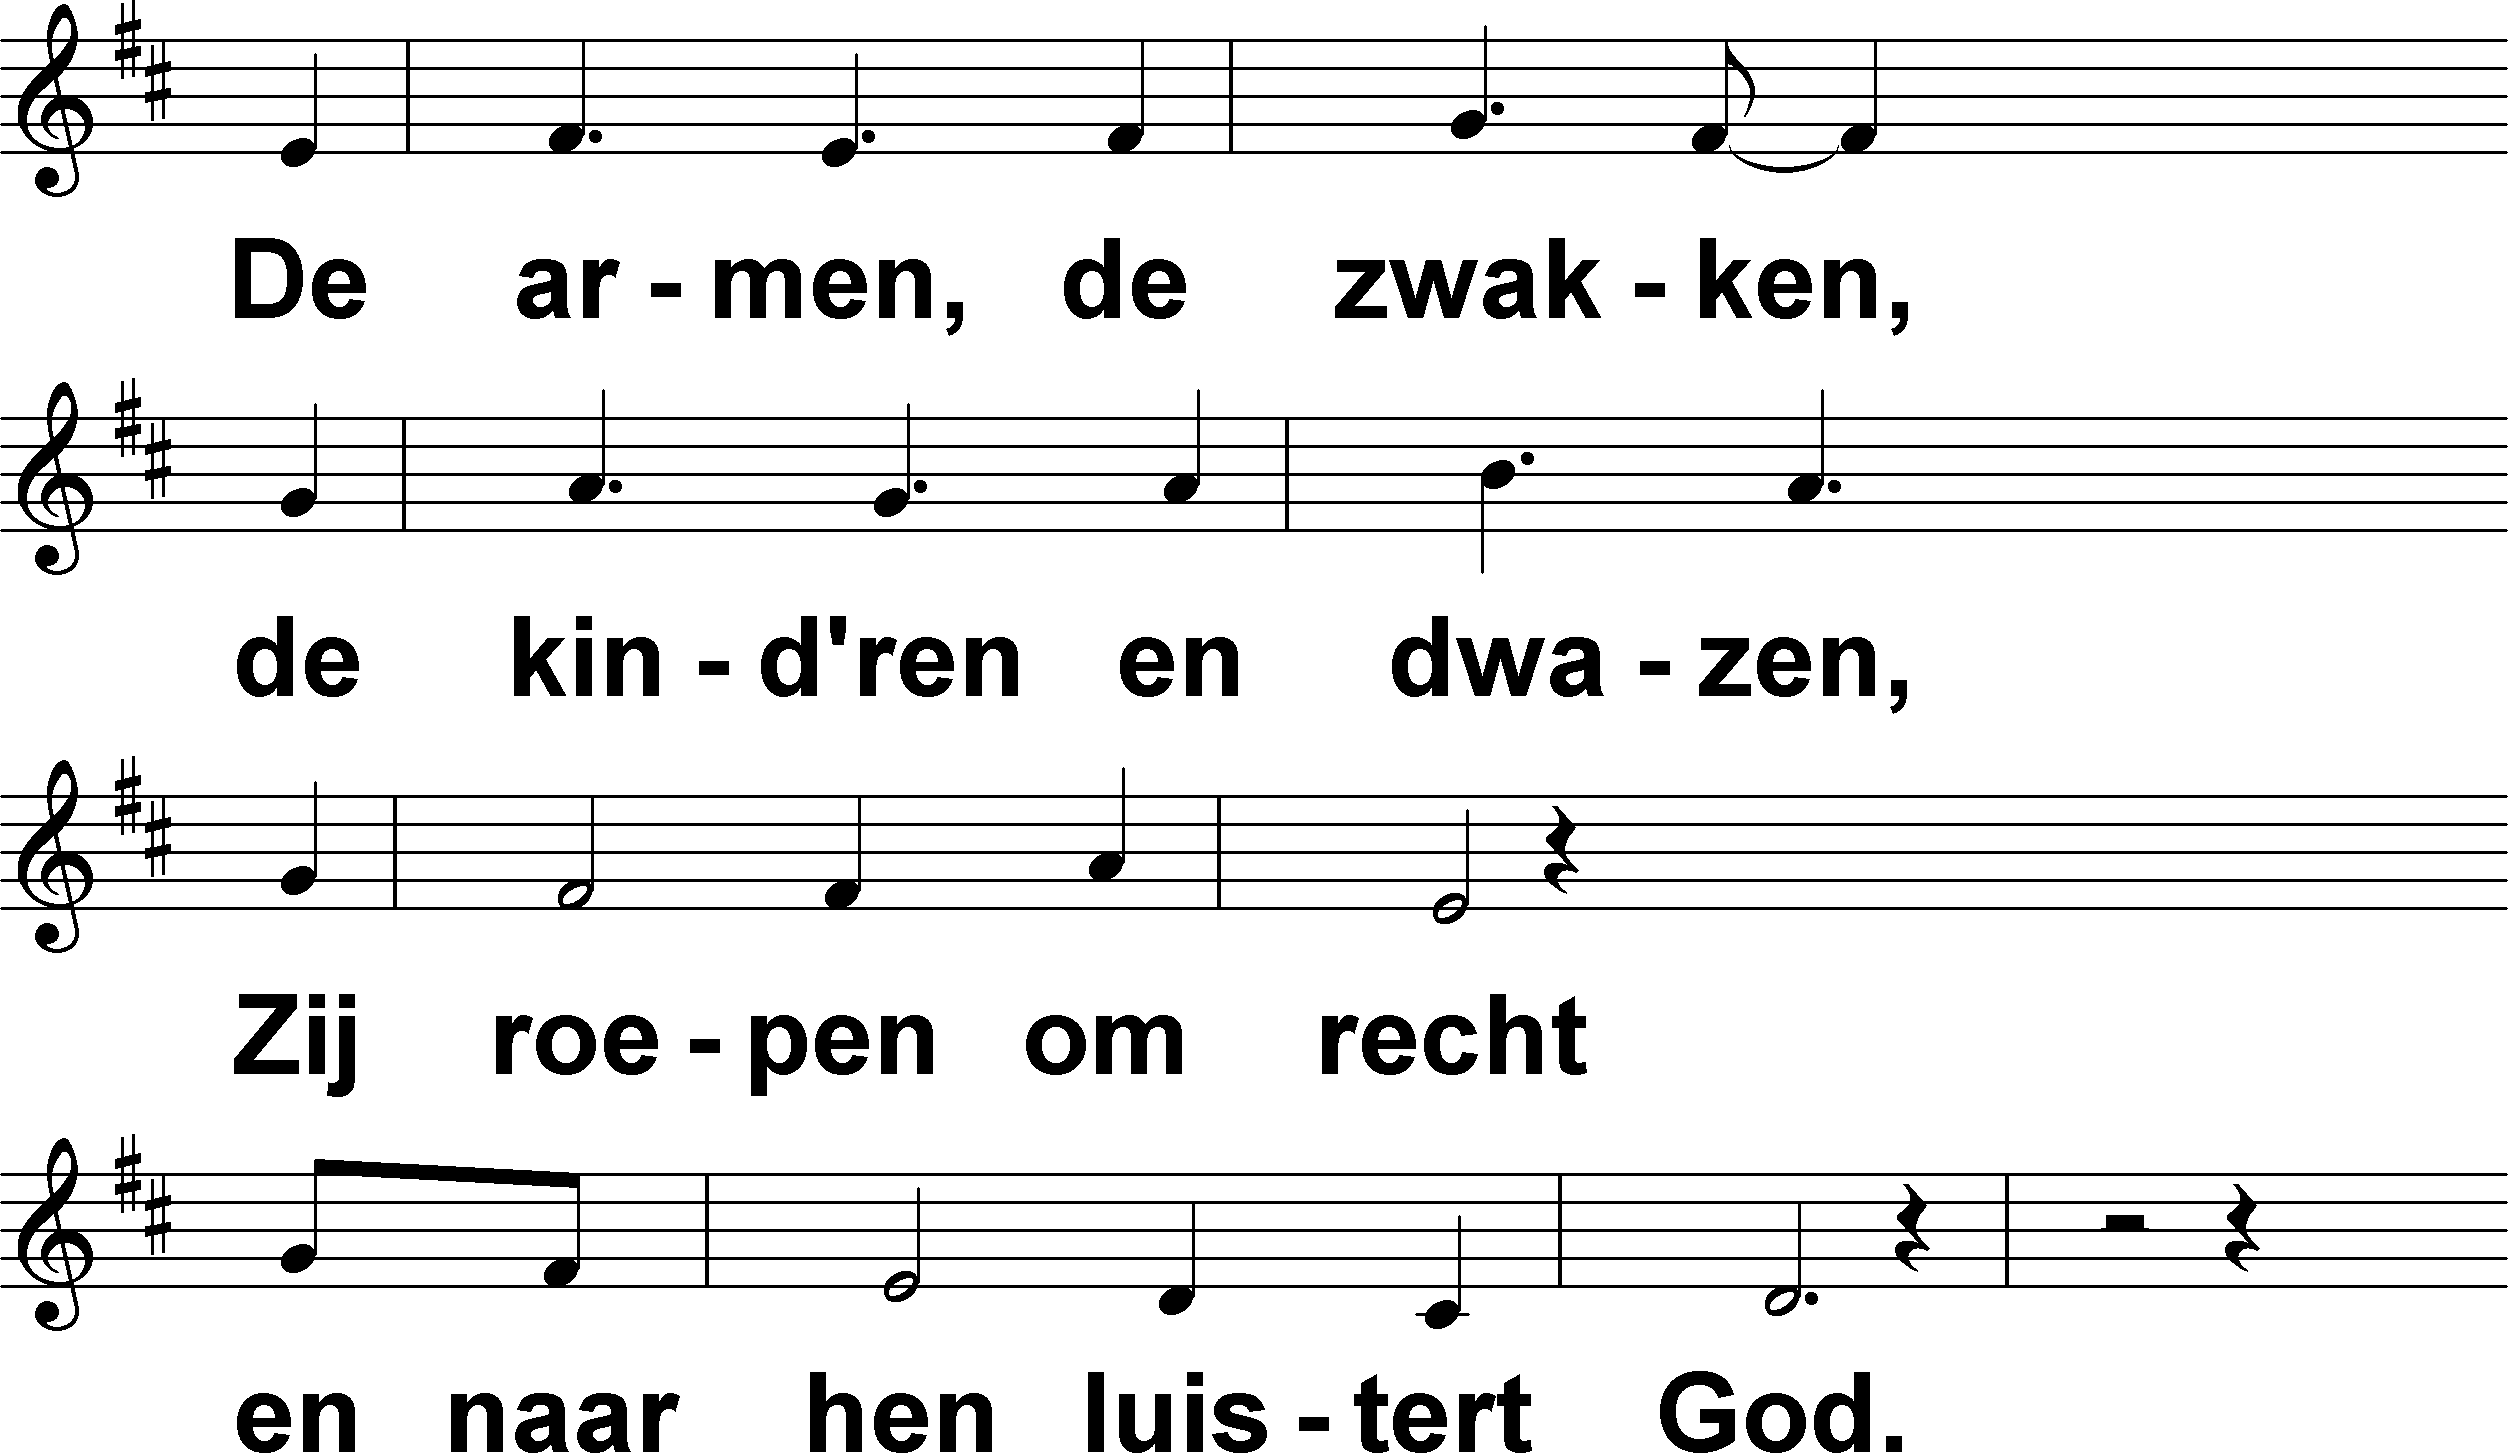 De ar - men, de zwak - ken,
de kin - d'ren en dwa - zen,
Zij roe - pen om recht
en naar hen luis - tert God.